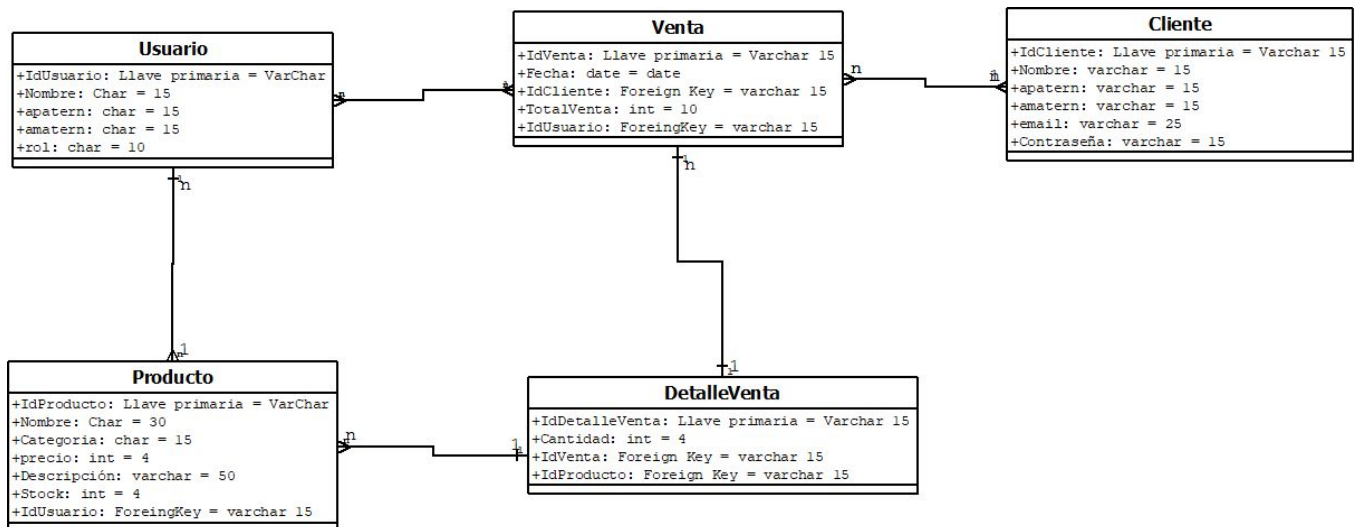 Usuario
+IdUsuario: Llave primaria = VarChar
+Nombre: Char = 15
+apatern: char = 15
+amatern: char = 15
+rol: char = 10
Venta
+IdVenta: Llave primaria = Varchar 15
+Fecha: date = date
+IdCliente: Foreign Key = varchar 15
+TotalVenta: int = 10
+IdUsuario: ForeingKey = varchar 15
Cliente
+IdCliente: Llave primaria = Varchar 15
+Nombre: varchar = 15
+apatern: varchar = 15
+amatern: varchar = 15
+email: varchar = 25
+Contraseña: varchar = 15
n
n
n
1
1
Producto
+IdProducto: Llave primaria = VarChar
+Nombre: Char = 30
+Categoria: char = 15
+precio: int = 4
+Descripción: varchar = 50
+Stock: int = 4
+IdUsuario: ForeingKey = varchar 15
n
1
DetalleVenta
+IdDetalleVenta: Llave primaria = Varchar 15
+Cantidad: int = 4
+IdVenta: Foreign Key = varchar 15
+IdProducto: Foreign Key = varchar 15